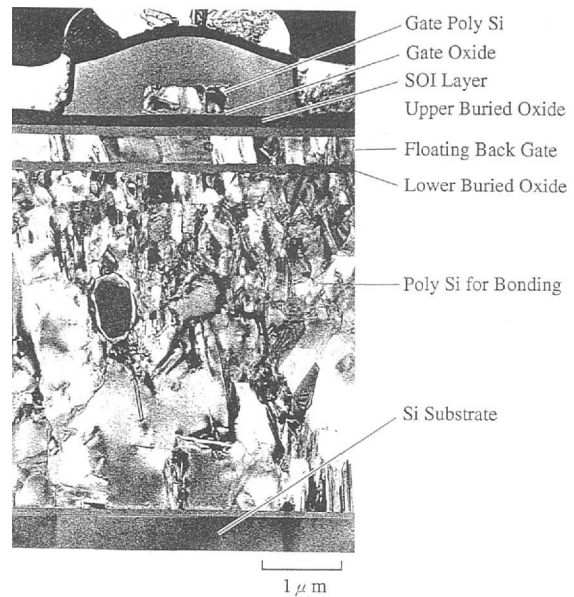 Gate Poly Si
Gate Oxide
SOI Layer
Upper Buried Oxide
Floating Back Gate
Lower Buried Oxide
Poly Si for Bonding
Si Substrate
1 μ m